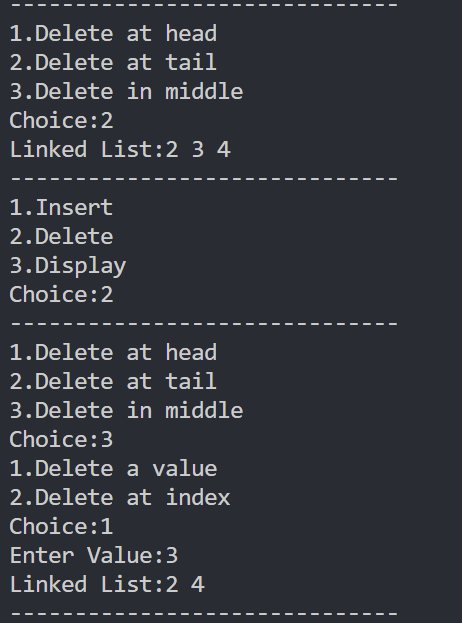 ------------------------------
1.Delete at head
2.Delete at tail
3.Delete in middle
Choice:2
Linked List:2 3 4
------------------------------
1.Insert
2.Delete
3.Display
Choice:2
------------------------------
1.Delete at head
2.Delete at tail
3.Delete in middle
Choice:3
1.Delete a value
2.Delete at index
Choice:1
Enter Value:3
Linked List:2 4
------------------------------